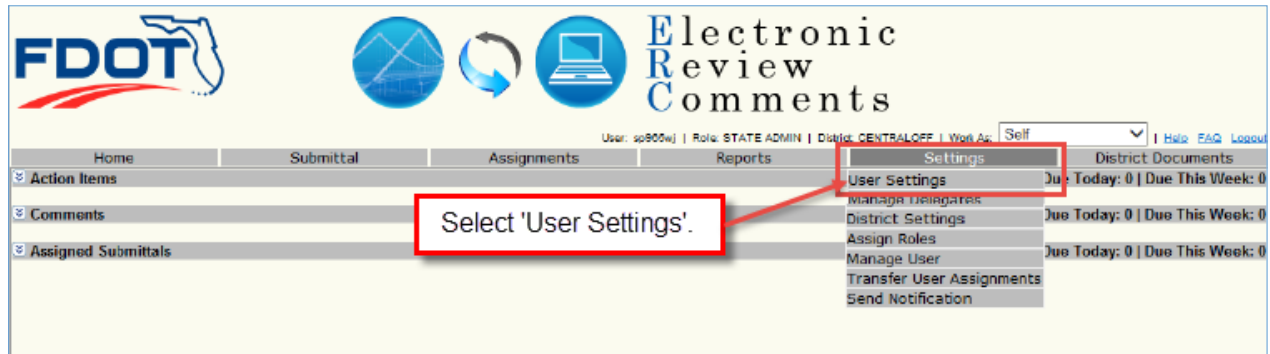 FDOT
Electronic
Review
Comments
User: sp966wj | Role: STATE ADMIN | District: CENTRALOFF | Work As: Self | Help FAQ Logout
Home Submittal Assignments Reports Settings District Documents
Action Items Due Today: 0 | Due This Week: 0
Comments Due Today: 0 | Due This Week: 0
Assigned Submittals Due Today: 0 | Due This Week: 0
User Settings
Manage Delegates
District Settings
Assign Roles
Manage User
Transfer User Assignments
Send Notification
Select 'User Settings'.